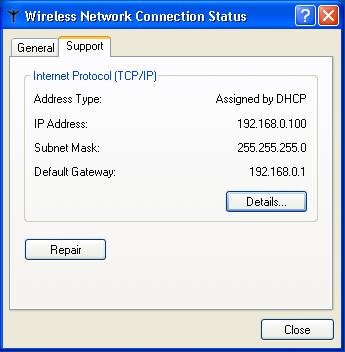 Wireless Network Connection Status
General Support
Internet Protocol (TCP/IP)
Address Type: Assigned by DHCP
IP Address: 192.168.0.100
Subnet Mask: 255.255.255.0
Default Gateway: 192.168.0.1
Details...
Repair
Close